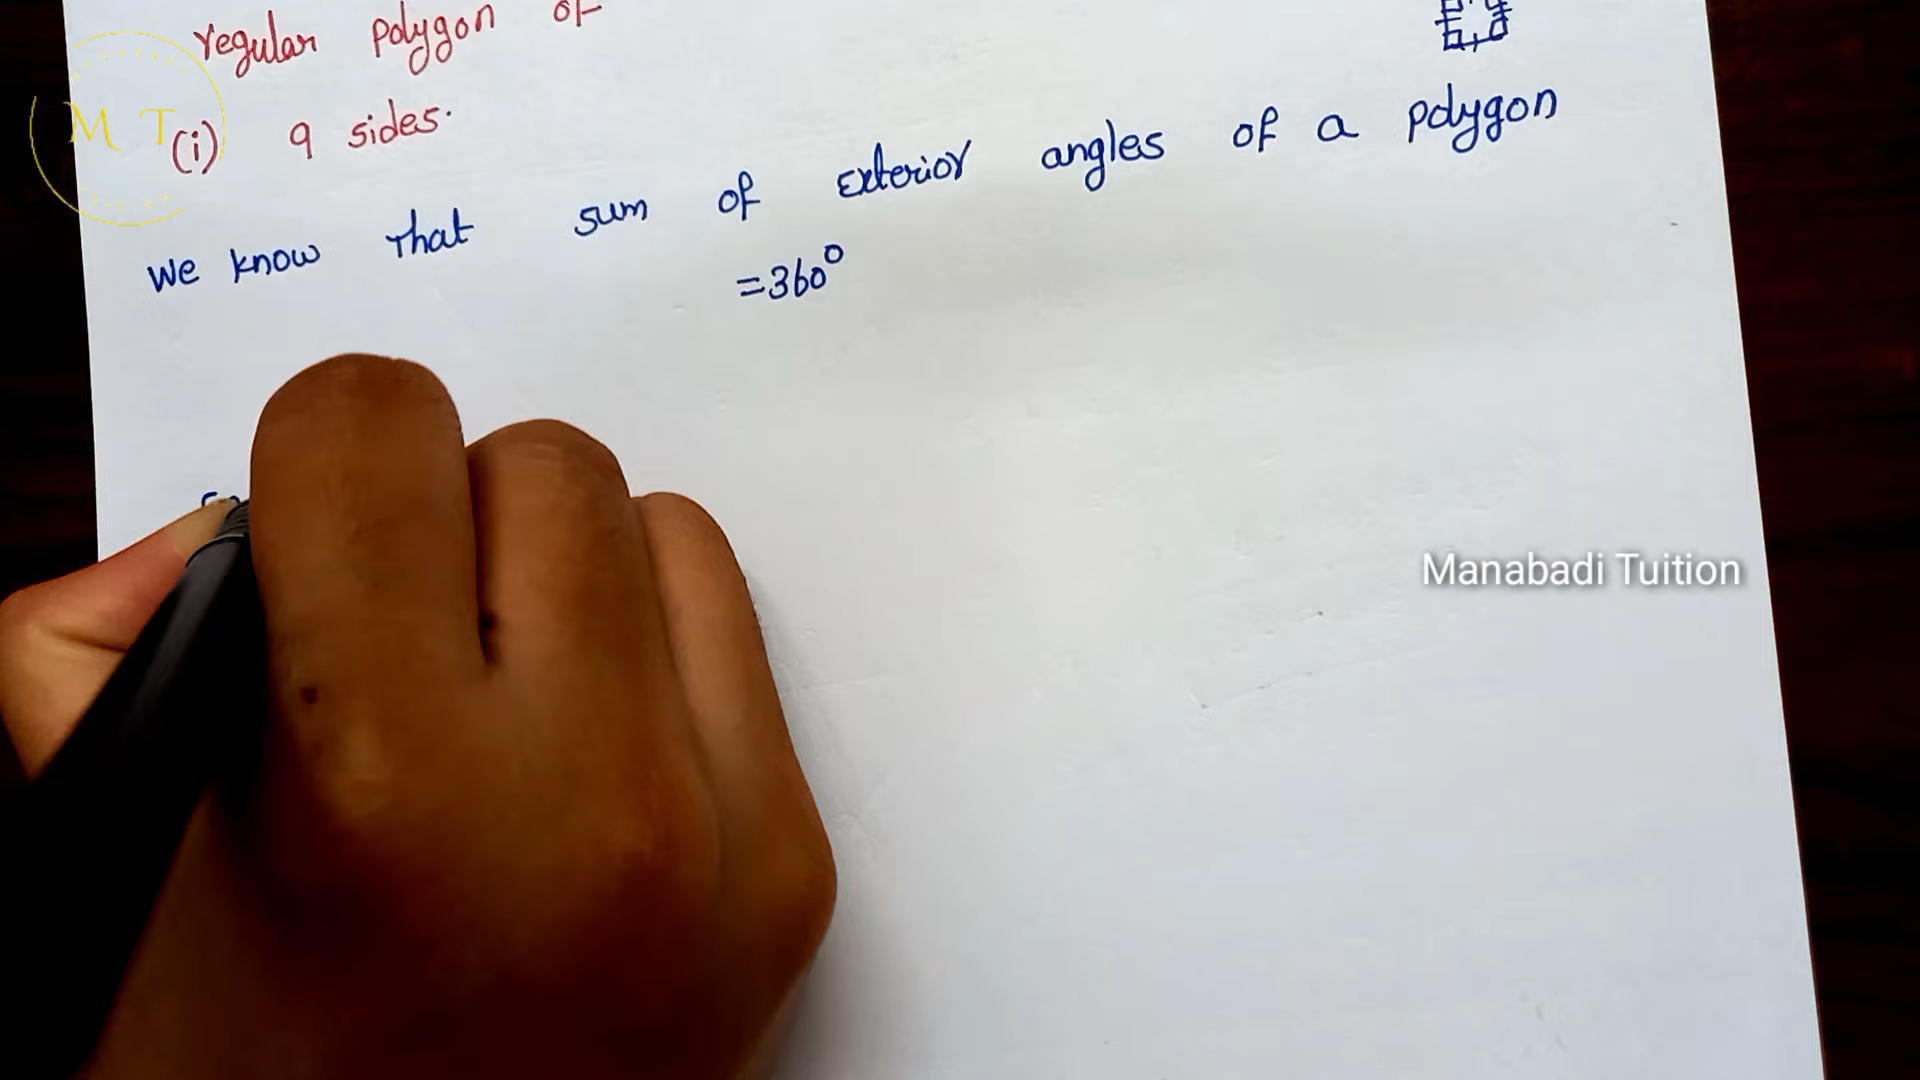 regular polygon of
M T
(i) 9 sides.
We know that sum of exterior angles of a polygon
=360°
Manabadi Tuition